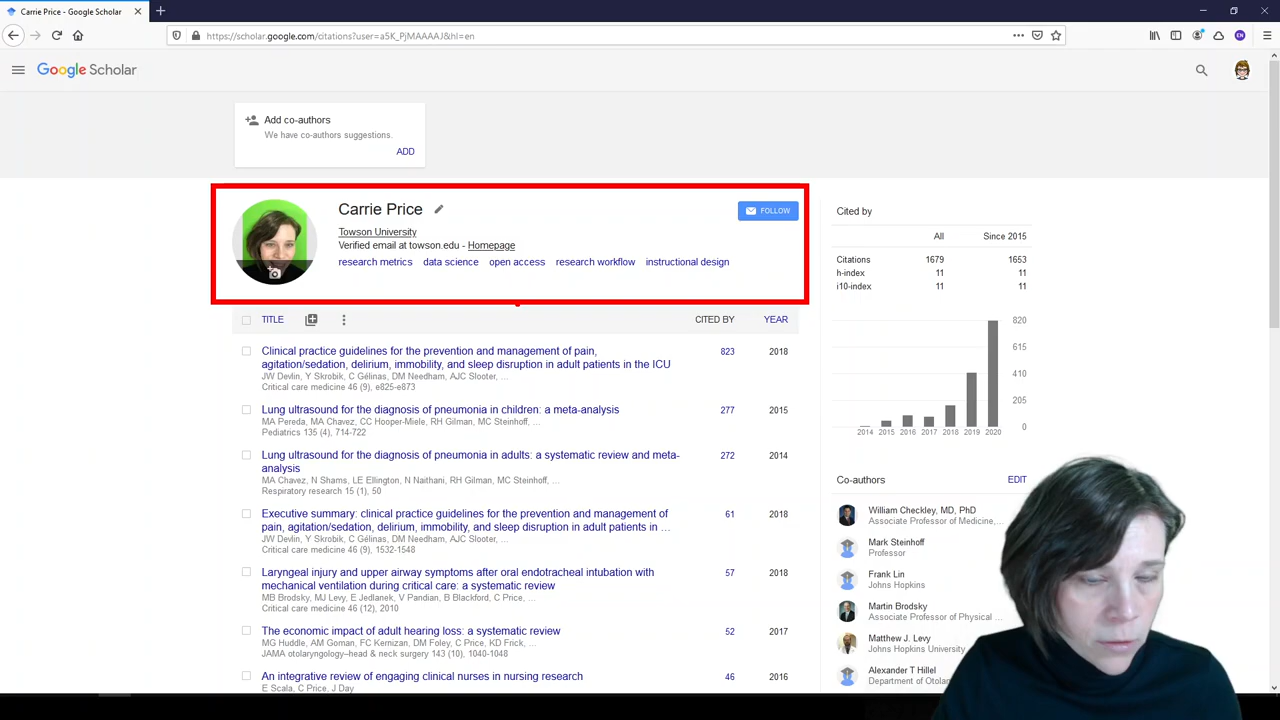 Carrie Price - Google Scholar
https://scholar.google.com/citations?user=a5K_PjMAAAAJ&hl=en
Google Scholar
Add co-authors
We have co-authors suggestions.
ADD
Carrie Price
FOLLOW
Towson University
Verified email at towson.edu - Homepage
research metrics data science open access research workflow instructional design
TITLE CITED BY YEAR
Clinical practice guidelines for the prevention and management of pain,
agitation/sedation, delirium, immobility, and sleep disruption in adult patients in the ICU
823 2018
JW Devlin, Y Skrobik, C Gélinas, DM Needham, AJC Slooter, ...
Critical care medicine 46 (9), e825-e873
Lung ultrasound for the diagnosis of pneumonia in children: a meta-analysis
277 2015
MA Pereda, MA Chavez, CC Hooper-Miele, RH Gilman, MC Steinhoff, ...
Pediatrics 135 (4), 714-722
Lung ultrasound for the diagnosis of pneumonia in adults: a systematic review and meta-
analysis
272 2014
MA Chavez, N Shams, LE Ellington, N Naithani, RH Gilman, MC Steinhoff, ...
Respiratory research 15 (1), 50
Executive summary: clinical practice guidelines for the prevention and management of
pain, agitation/sedation, delirium, immobility, and sleep disruption in adult patients in ...
61 2018
JW Devlin, Y Skrobik, C Gélinas, DM Needham, AJC Slooter, ...
Critical care medicine 46 (9), 1532-1548
Laryngeal injury and upper airway symptoms after oral endotracheal intubation with
mechanical ventilation during critical care: a systematic review
57 2018
MB Brodsky, MJ Levy, E Jedlanek, V Pandian, B Blackford, C Price, ...
Critical care medicine 46 (12), 2010
The economic impact of adult hearing loss: a systematic review
52 2017
MG Huddle, AM Goman, FC Kernizan, DM Foley, C Price, KD Frick, ...
JAMA otolaryngology–head & neck surgery 143 (10), 1040-1048
An integrative review of engaging clinical nurses in nursing research
46 2016
E Scala, C Price, J Day
Cited by
All Since 2015
Citations 1679 1653
h-index 11 11
i10-index 11 11
820
615
410
205
0
2014 2015 2016 2017 2018 2019 2020
Co-authors EDIT
William Checkley, MD, PhD
Associate Professor of Medicine,...
Mark Steinhoff
Professor
Frank Lin
Johns Hopkins
Martin Brodsky
Associate Professor of Physical ...
Matthew J. Levy
Johns Hopkins University
Alexander T Hillel
Department of Otolan